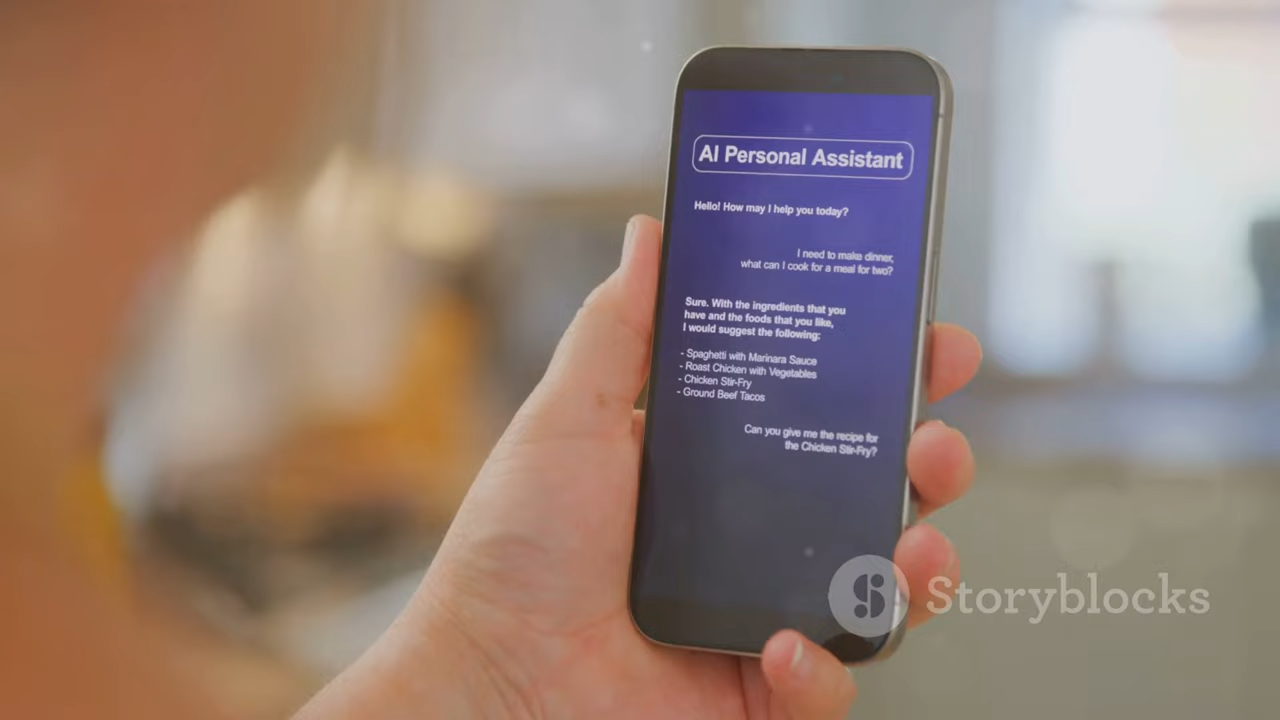 AI Personal Assistant
Hello! How may I help you today?
I need to make dinner,
what can I cook for a meal for two?
Sure. With the ingredients that you
have and the foods that you like,
I would suggest the following:
- Spaghetti with Marinara Sauce
- Roast Chicken with Vegetables
- Chicken Stir-Fry
- Ground Beef Tacos
Can you give me the recipe for
the Chicken Stir-Fry?
Storyblocks